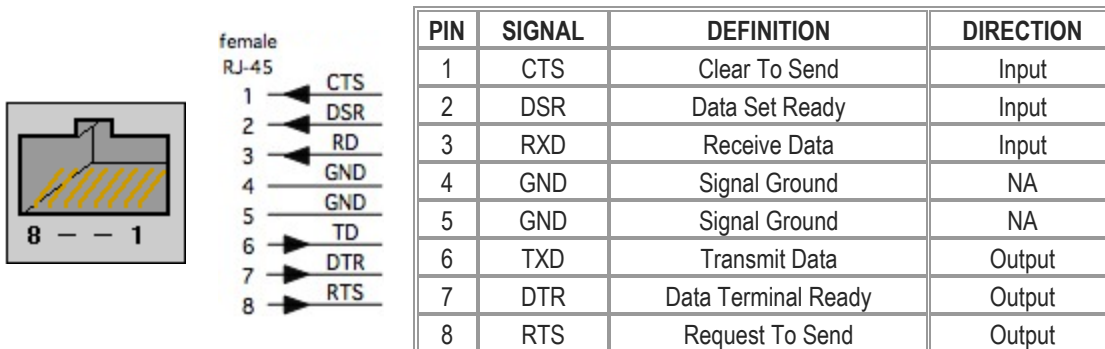 8 – – 1
female
RJ-45
1 CTS
2 DSR
3 RD
4 GND
5 GND
6 TD
7 DTR
8 RTS
PIN SIGNAL DEFINITION DIRECTION
1 CTS Clear To Send Input
2 DSR Data Set Ready Input
3 RXD Receive Data Input
4 GND Signal Ground NA
5 GND Signal Ground NA
6 TXD Transmit Data Output
7 DTR Data Terminal Ready Output
8 RTS Request To Send Output